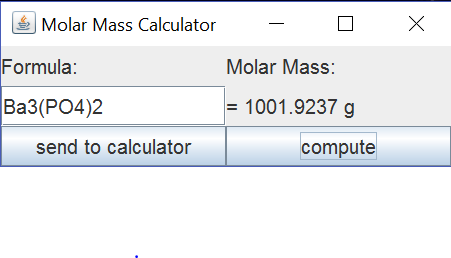 Molar Mass Calculator
Formula: Molar Mass:
Ba3(PO4)2 = 1001.9237 g
send to calculator compute